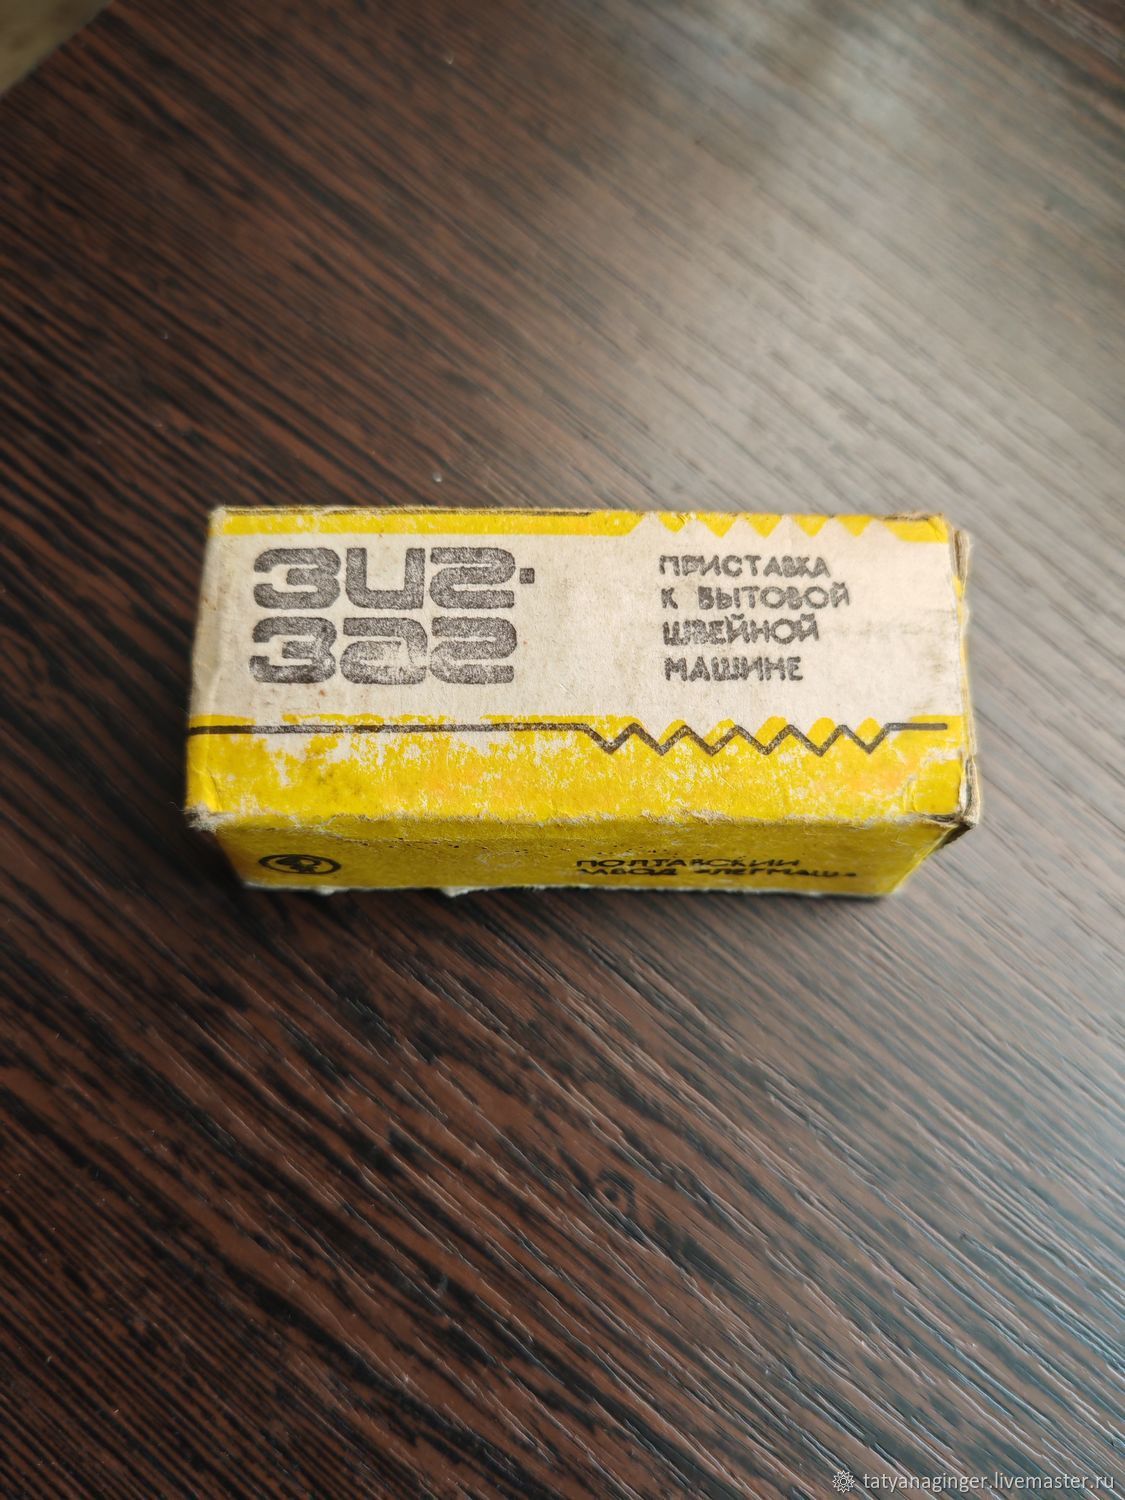 зиг-
заг
ПРИСТАВКА
К БЫТОВОЙ
ШВЕЙНОЙ
МАШИНЕ
ПОЛТАВСКИЙ
ЗАВОД «ЛЕГМАШ»
tatyanaginger.livemaster.ru